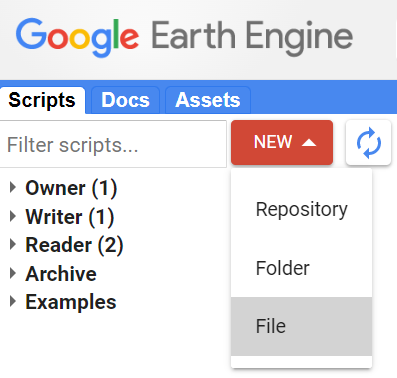 Google Earth Engine
Scripts Docs Assets
Filter scripts...
NEW
Owner (1)
Writer (1)
Reader (2)
Archive
Examples
Repository
Folder
File